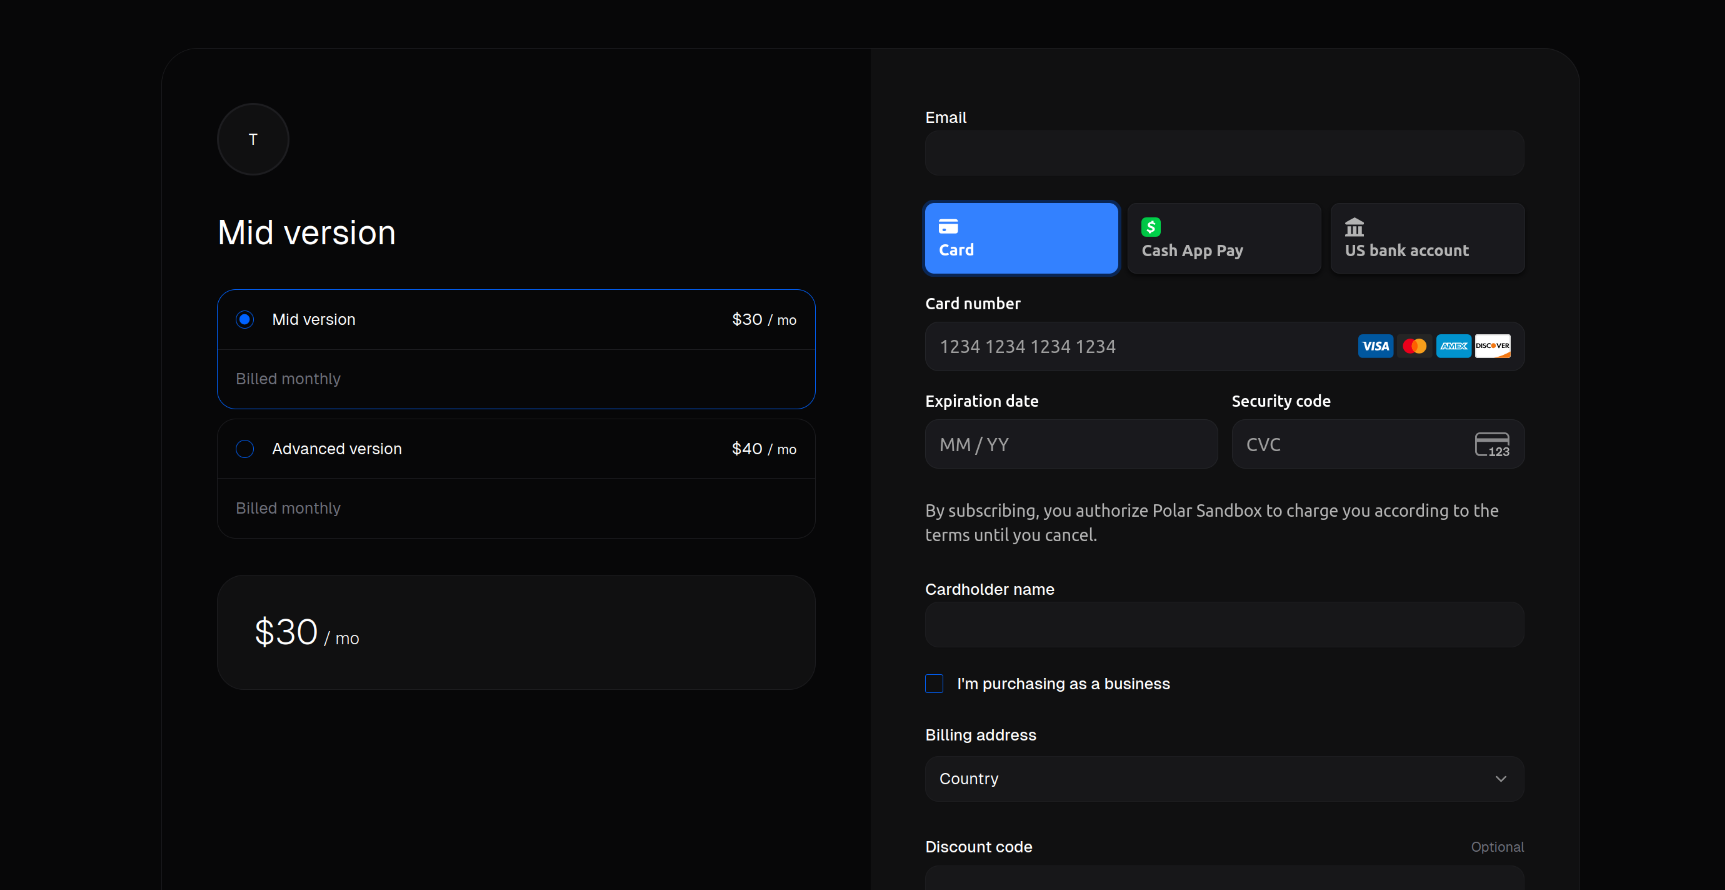 T
Mid version
Mid version $30 / mo
Billed monthly
Advanced version $40 / mo
Billed monthly
$30 / mo
Email
Card
Cash App Pay
US bank account
Card number
1234 1234 1234 1234 VISA AMEX DISCOVER
Expiration date Security code
MM / YY CVC 123
By subscribing, you authorize Polar Sandbox to charge you according to the
terms until you cancel.
Cardholder name
I'm purchasing as a business
Billing address
Country
Discount code Optional